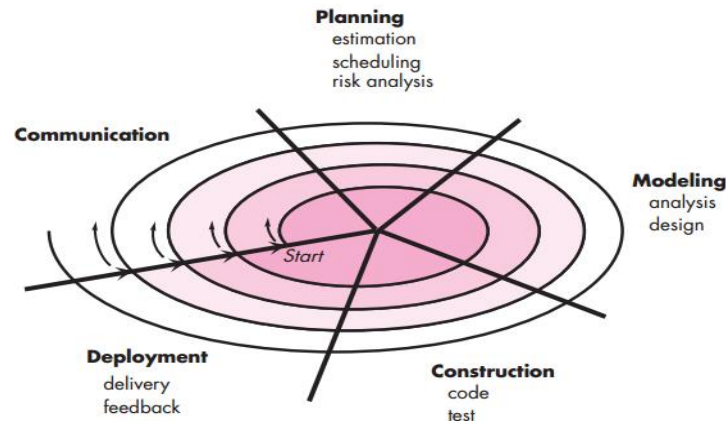 Planning
estimation
scheduling
risk analysis
Communication
Modeling
analysis
design
Start
Deployment
delivery
feedback
Construction
code
test